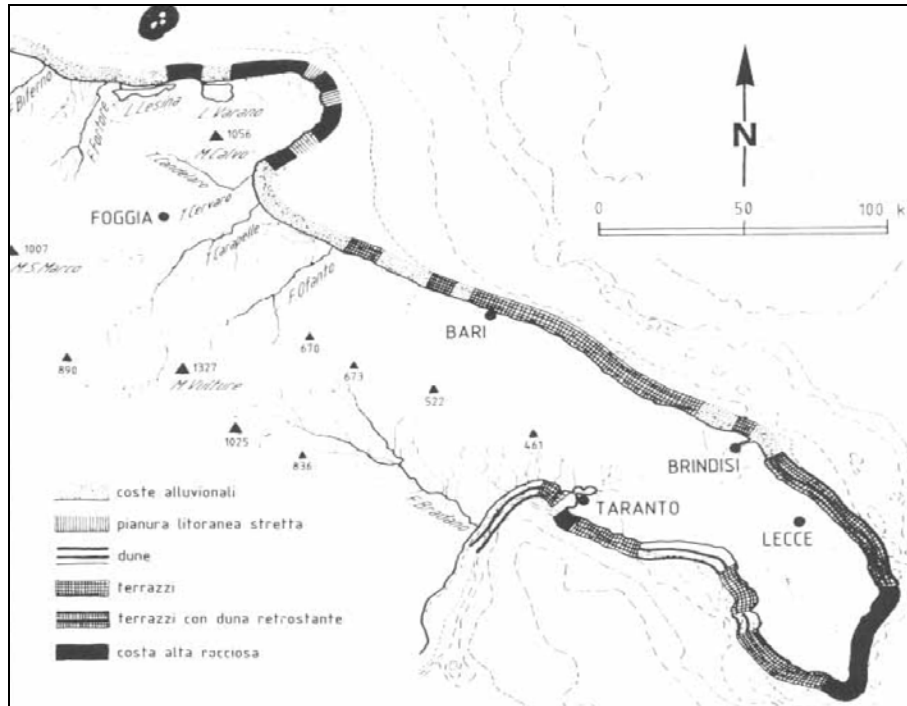 F. Biferno
F. Fortore
L. Lesina
L. Varano
1056
M. Calvo
Candelaro
FOGGIA
T. Cervaro
T. Carapelle
F. Ofanto
1007
M.S. Marco
N
0 50 100 k
BARI
670
673
522
461
890
1327
M. Vulture
1025
836
BRINDISI
TARANTO
LECCE
F. Bradano
coste alluvionali
pianura litoranea stretta
dune
terrazzi
terrazzi con duna retrostante
costa alta rocciosa